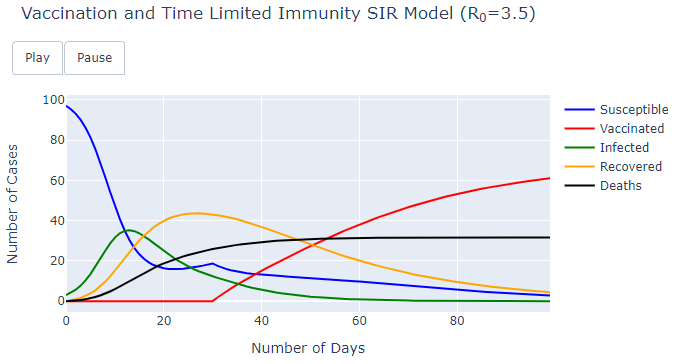 Vaccination and Time Limited Immunity SIR Model (R₀=3.5)
Play Pause
Number of Cases
100
80
60
40
20
0
0 20 40 60 80
Number of Days
Susceptible
Vaccinated
Infected
Recovered
Deaths